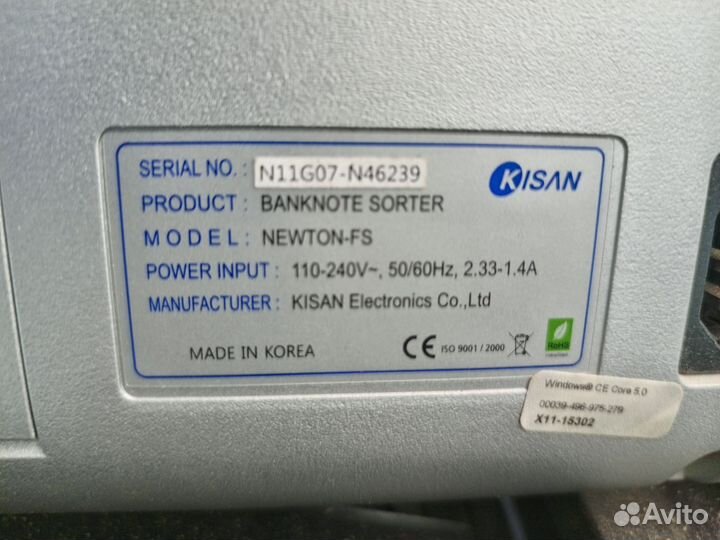 SERIAL NO. : N11G07-N46239
KISAN
PRODUCT : BANKNOTE SORTER
MODEL : NEWTON-FS
POWER INPUT : 110-240V~, 50/60Hz, 2.33-1.4A
MANUFACTURER : KISAN Electronics Co.,Ltd
MADE IN KOREA
CE ISO 9001 / 2000
RoHS
Windows® CE Core 5.0
00039-496-975-279
X11-15302
Avito